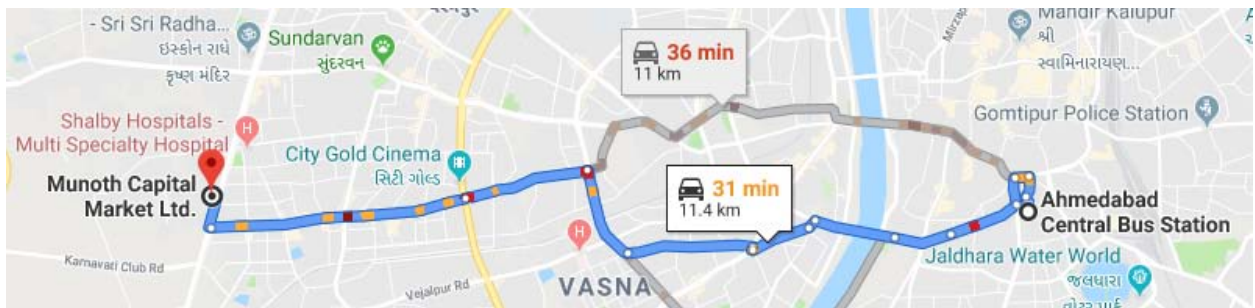 - Sri Sri Radha...
ઇસ્કોન રાધે
કૃષ્ણ મંદિર
Sundarvan
સુંદરવન
36 min
11 km
Mandir Kalupur
શ્રી
સ્વામિનારાયણ...
Gomtipur Police Station
Shalby Hospitals -
Multi Specialty Hospital
City Gold Cinema
સિટી ગોલ્ડ
Munoth Capital
Market Ltd.
31 min
11.4 km
Ahmedabad
Central Bus Station
Karnavati Club Rd
Vejalpur Rd
VASNA
Jaldhara Water World
જલધારા
વોટર પાર્ક